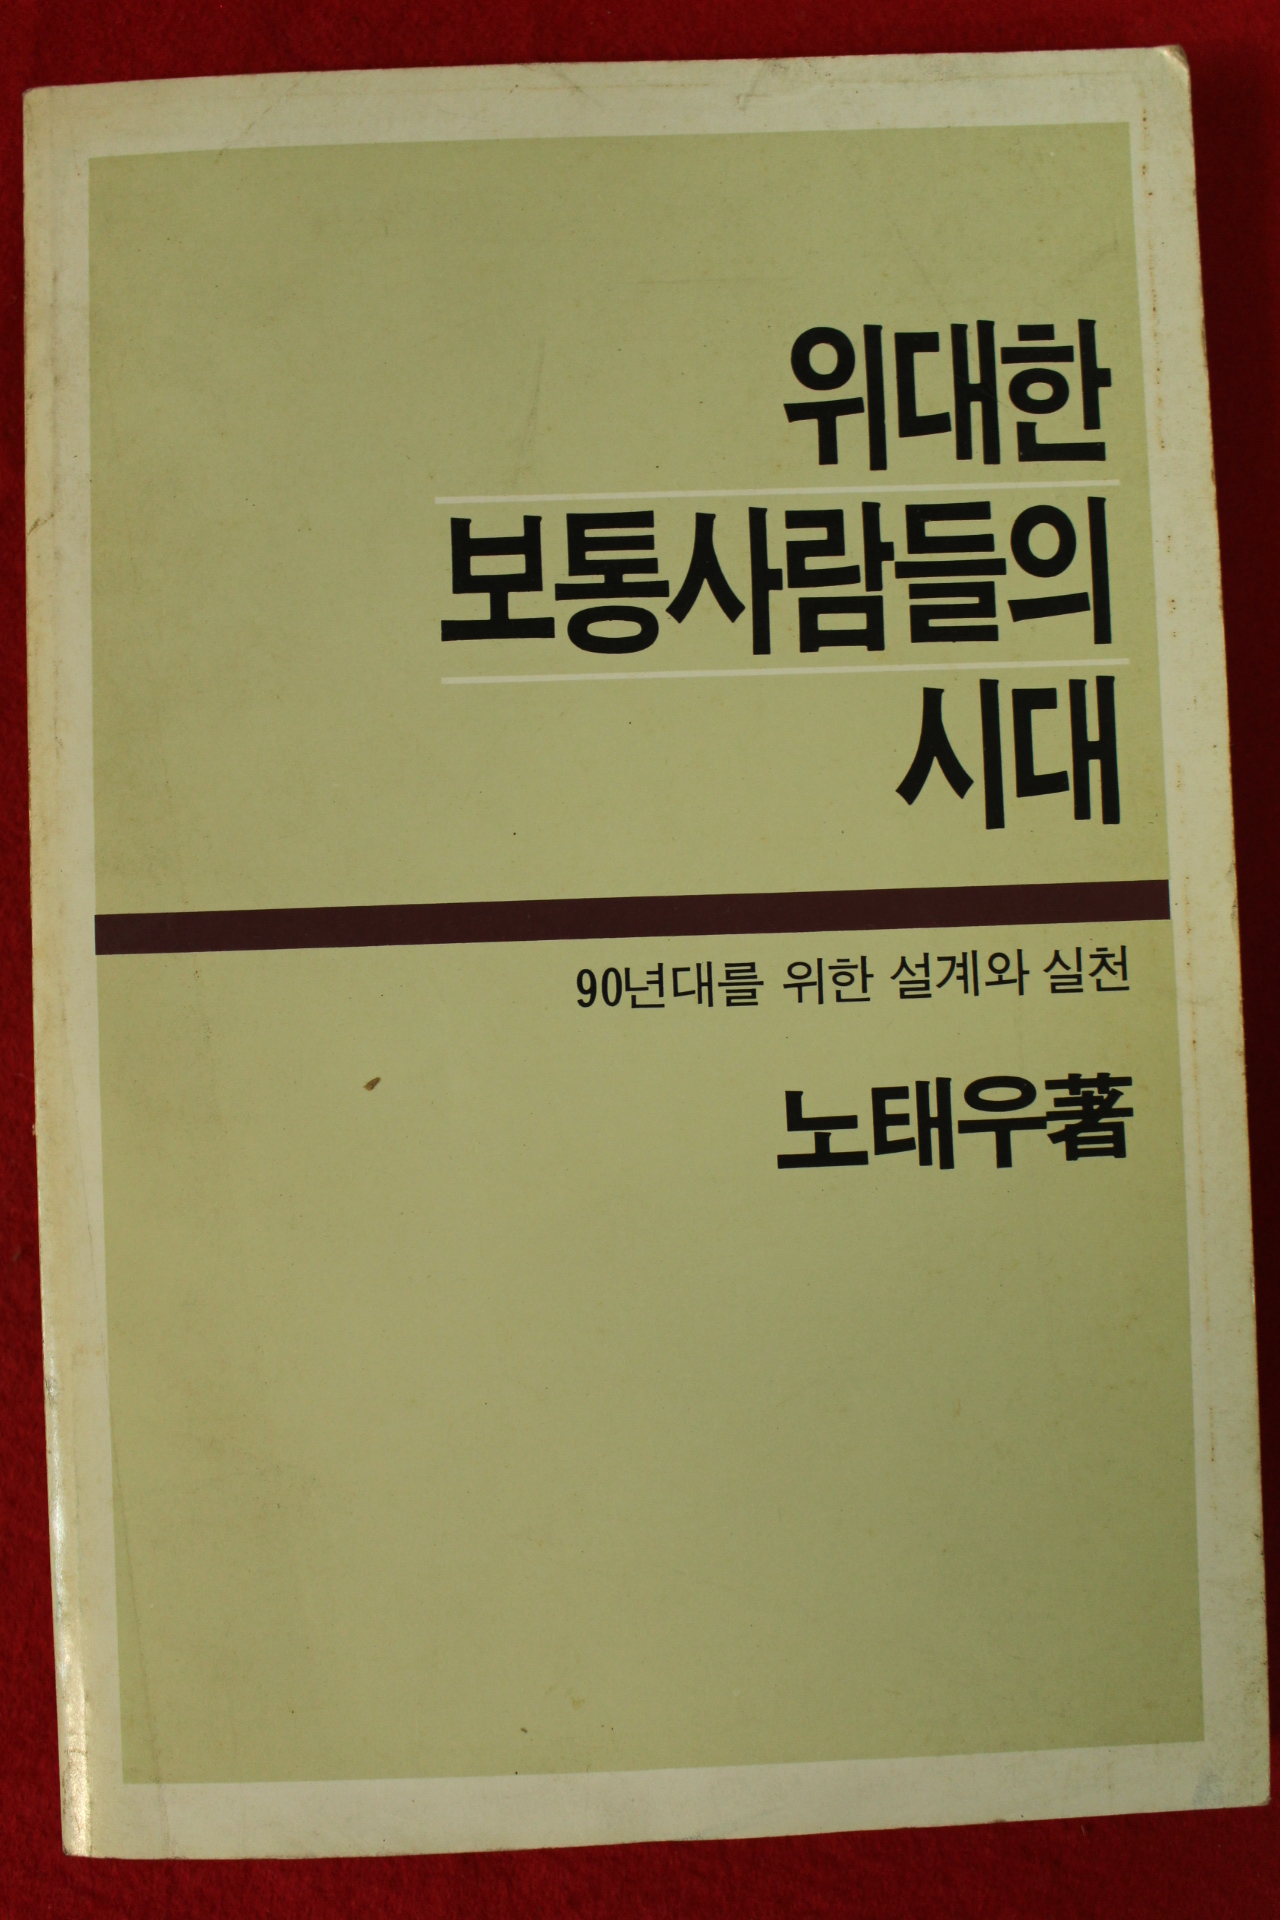 위대한
보통사람들의
시대
90년대를 위한 설계와 실천
노태우著